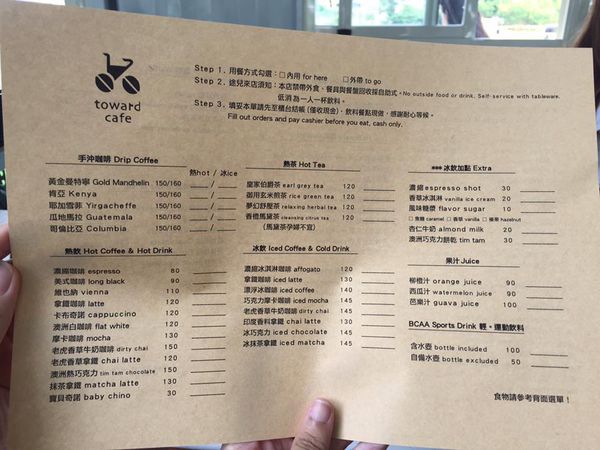 toward
cafe
Step 1. 用餐方式勾選：□內用 for here □外帶 to go
Step 2. 途兒來店須知：本店禁帶外食、餐具與餐盤回收採自助式。No outside food or drink. Self-service with tableware.
低消為一人一杯飲料。
Step 3. 填妥本單請先至櫃台結帳（僅收現金）、飲料餐點現做，感謝耐心等候。
Fill out orders and pay cashier before you eat, cash only.
手沖咖啡 Drip Coffee
熱hot / 冰ice
黃金曼特寧 Gold Mandhelin 150/160
肯亞 Kenya 150/160
耶加雪菲 Yirgacheffe 150/160
瓜地馬拉 Guatemala 150/160
哥倫比亞 Columbia 150/160
熱飲 Hot Coffee & Hot Drink
濃縮咖啡 espresso 80
美式咖啡 long black 90
維也納 vienna 110
拿鐵咖啡 latte 120
卡布奇諾 cappuccino 120
澳洲白咖啡 flat white 120
摩卡咖啡 mocha 130
老虎香草牛奶咖啡 dirty chai 150
老虎香草拿鐵 chai latte 120
澳洲熱巧克力 tim tam chocolate 150
抹茶拿鐵 matcha latte 130
寶貝奇諾 baby chino 30
熱茶 Hot Tea
皇家伯爵茶 earl grey tea 120
御用玄米煎茶 rice green tea 120
夢幻舒壓茶 relaxing herbal tea 120
香橙馬黛茶 cleansing citrus tea 120
（馬黛茶孕婦不宜）
冰飲 Iced Coffee & Cold Drink
濃縮冰淇淋咖啡 affogato 120
拿鐵咖啡 iced latte 130
漂浮冰咖啡 iced coffee 145
巧克力摩卡 iced mocha 145
老虎香草牛奶咖啡 dirty chai 145
印度香料拿鐵 chai latte 130
冰巧克力 iced chocolate 145
冰抹茶拿鐵 iced matcha 145
***冰飲加點 Extra
濃縮espresso shot 30
香草冰淇淋 vanilla ice cream 20
風味糖漿 flavor sugar 10
□ 焦糖 caramel □ 香草 vanilla □ 榛果 hazelnut
杏仁牛奶 almond milk 20
澳洲巧克力餅乾 tim tam 30
果汁 Juice
柳橙汁 orange juice 90
西瓜汁 watermelon juice 90
芭樂汁 guava juice 100
BCAA Sports Drink 輕•運動飲料
含水壺 bottle included 100
自備水壺 bottle excluded 50
食物請參考背面選單！